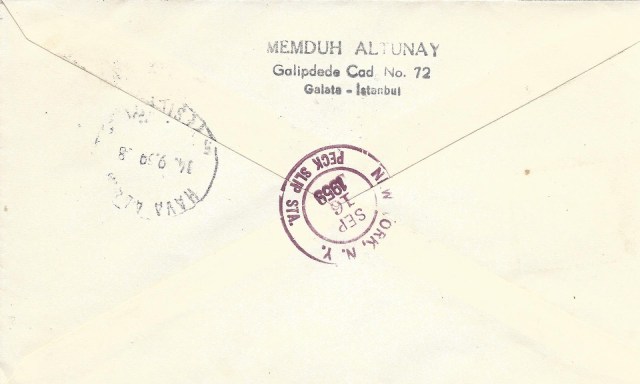 MEMDUH ALTUNAY
Galipdede Cad. No. 72
Galata - İstanbul
NEW YORK, N. Y.
PECK SLIP STA.
SEP
16
1959
HAVA
14.9.59